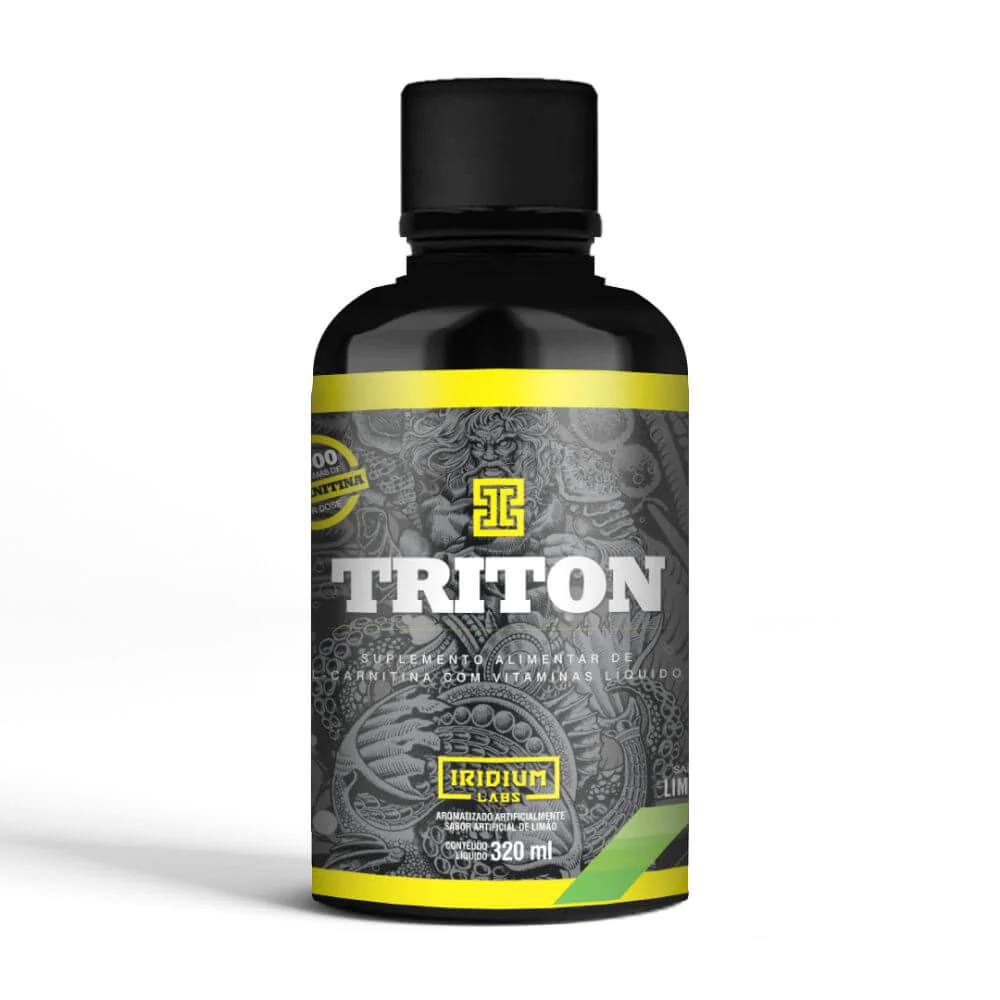 TRITON
SUPLEMENTO ALIMENTAR DE
CARNITINA COM VITAMINAS LÍQUIDO
IRIDIUM
LABS
AROMATIZADO ARTIFICIALMENTE
SABOR ARTIFICIAL DE LIMÃO
CONTEÚDO
LÍQUIDO 320 ml